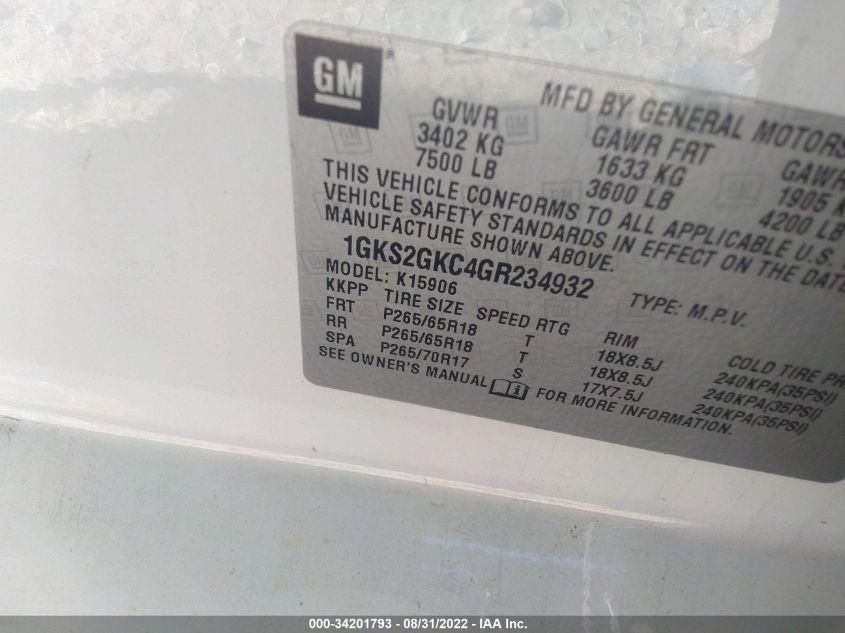 GM
MFD BY GENERAL MOTORS
GVWR GAWR FRT GAWR
3402 KG 1633 KG 1905 K
7500 LB 3600 LB 4200 LB
THIS VEHICLE CONFORMS TO ALL APPLICABLE U.S.
VEHICLE SAFETY STANDARDS IN EFFECT ON THE DATE
MANUFACTURE SHOWN ABOVE.
1GKS2GKC4GR234932 TYPE: M.P.V.
MODEL: K15906
KKPP TIRE SIZE SPEED RTG RIM COLD TIRE PR
FRT P265/65R18 T 18X8.5J 240KPA(35PSI)
RR P265/65R18 T 18X8.5J 240KPA(35PSI)
SPA P265/70R17 S 17X7.5J 240KPA(35PSI)
SEE OWNER'S MANUAL FOR MORE INFORMATION.
000-34201793 - 08/31/2022 - IAA Inc.